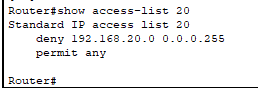 Router#show access-list 20
Standard IP access list 20
    deny 192.168.20.0 0.0.0.255
    permit any

Router#